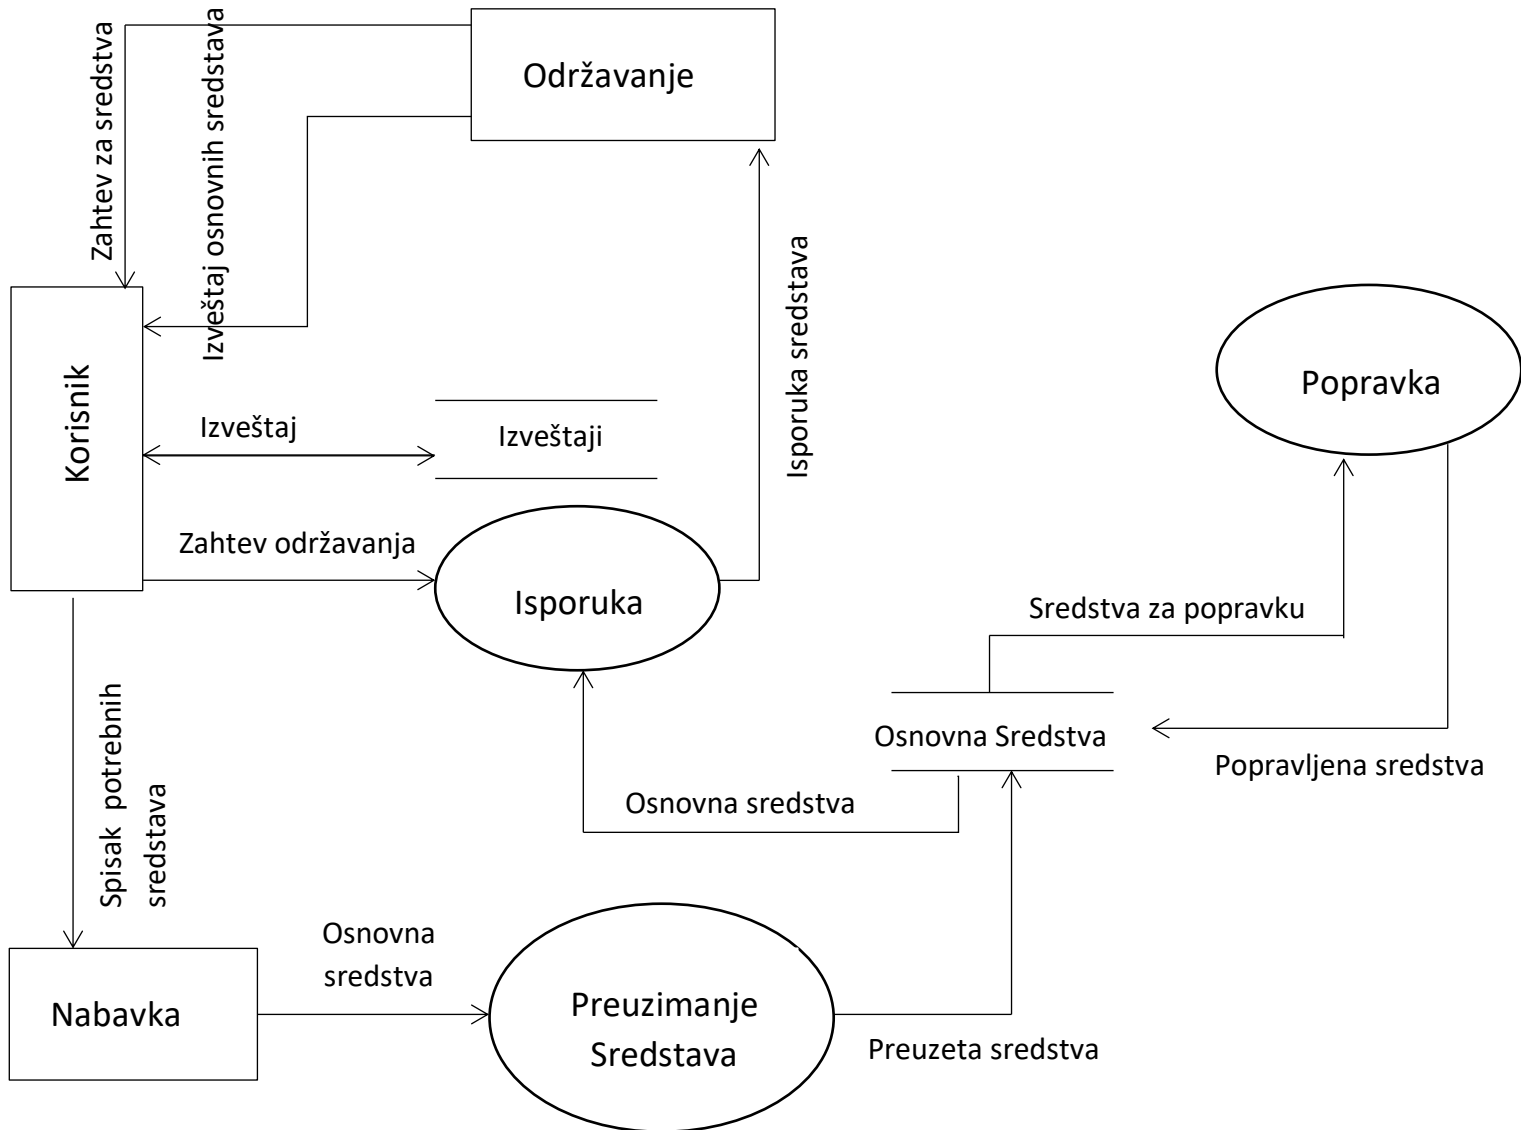 Održavanje
Zahtev za sredstva
Izveštaj osnovnih sredstava
Isporuka sredstava
Korisnik
Popravka
Izveštaj
Izveštaji
Zahtev održavanja
Isporuka
Sredstva za popravku
Osnovna Sredstva
Popravljena sredstva
Osnovna sredstva
Spisak potrebnih
sredstava
Osnovna
sredstva
Nabavka
Preuzimanje
Sredstava
Preuzeta sredstva